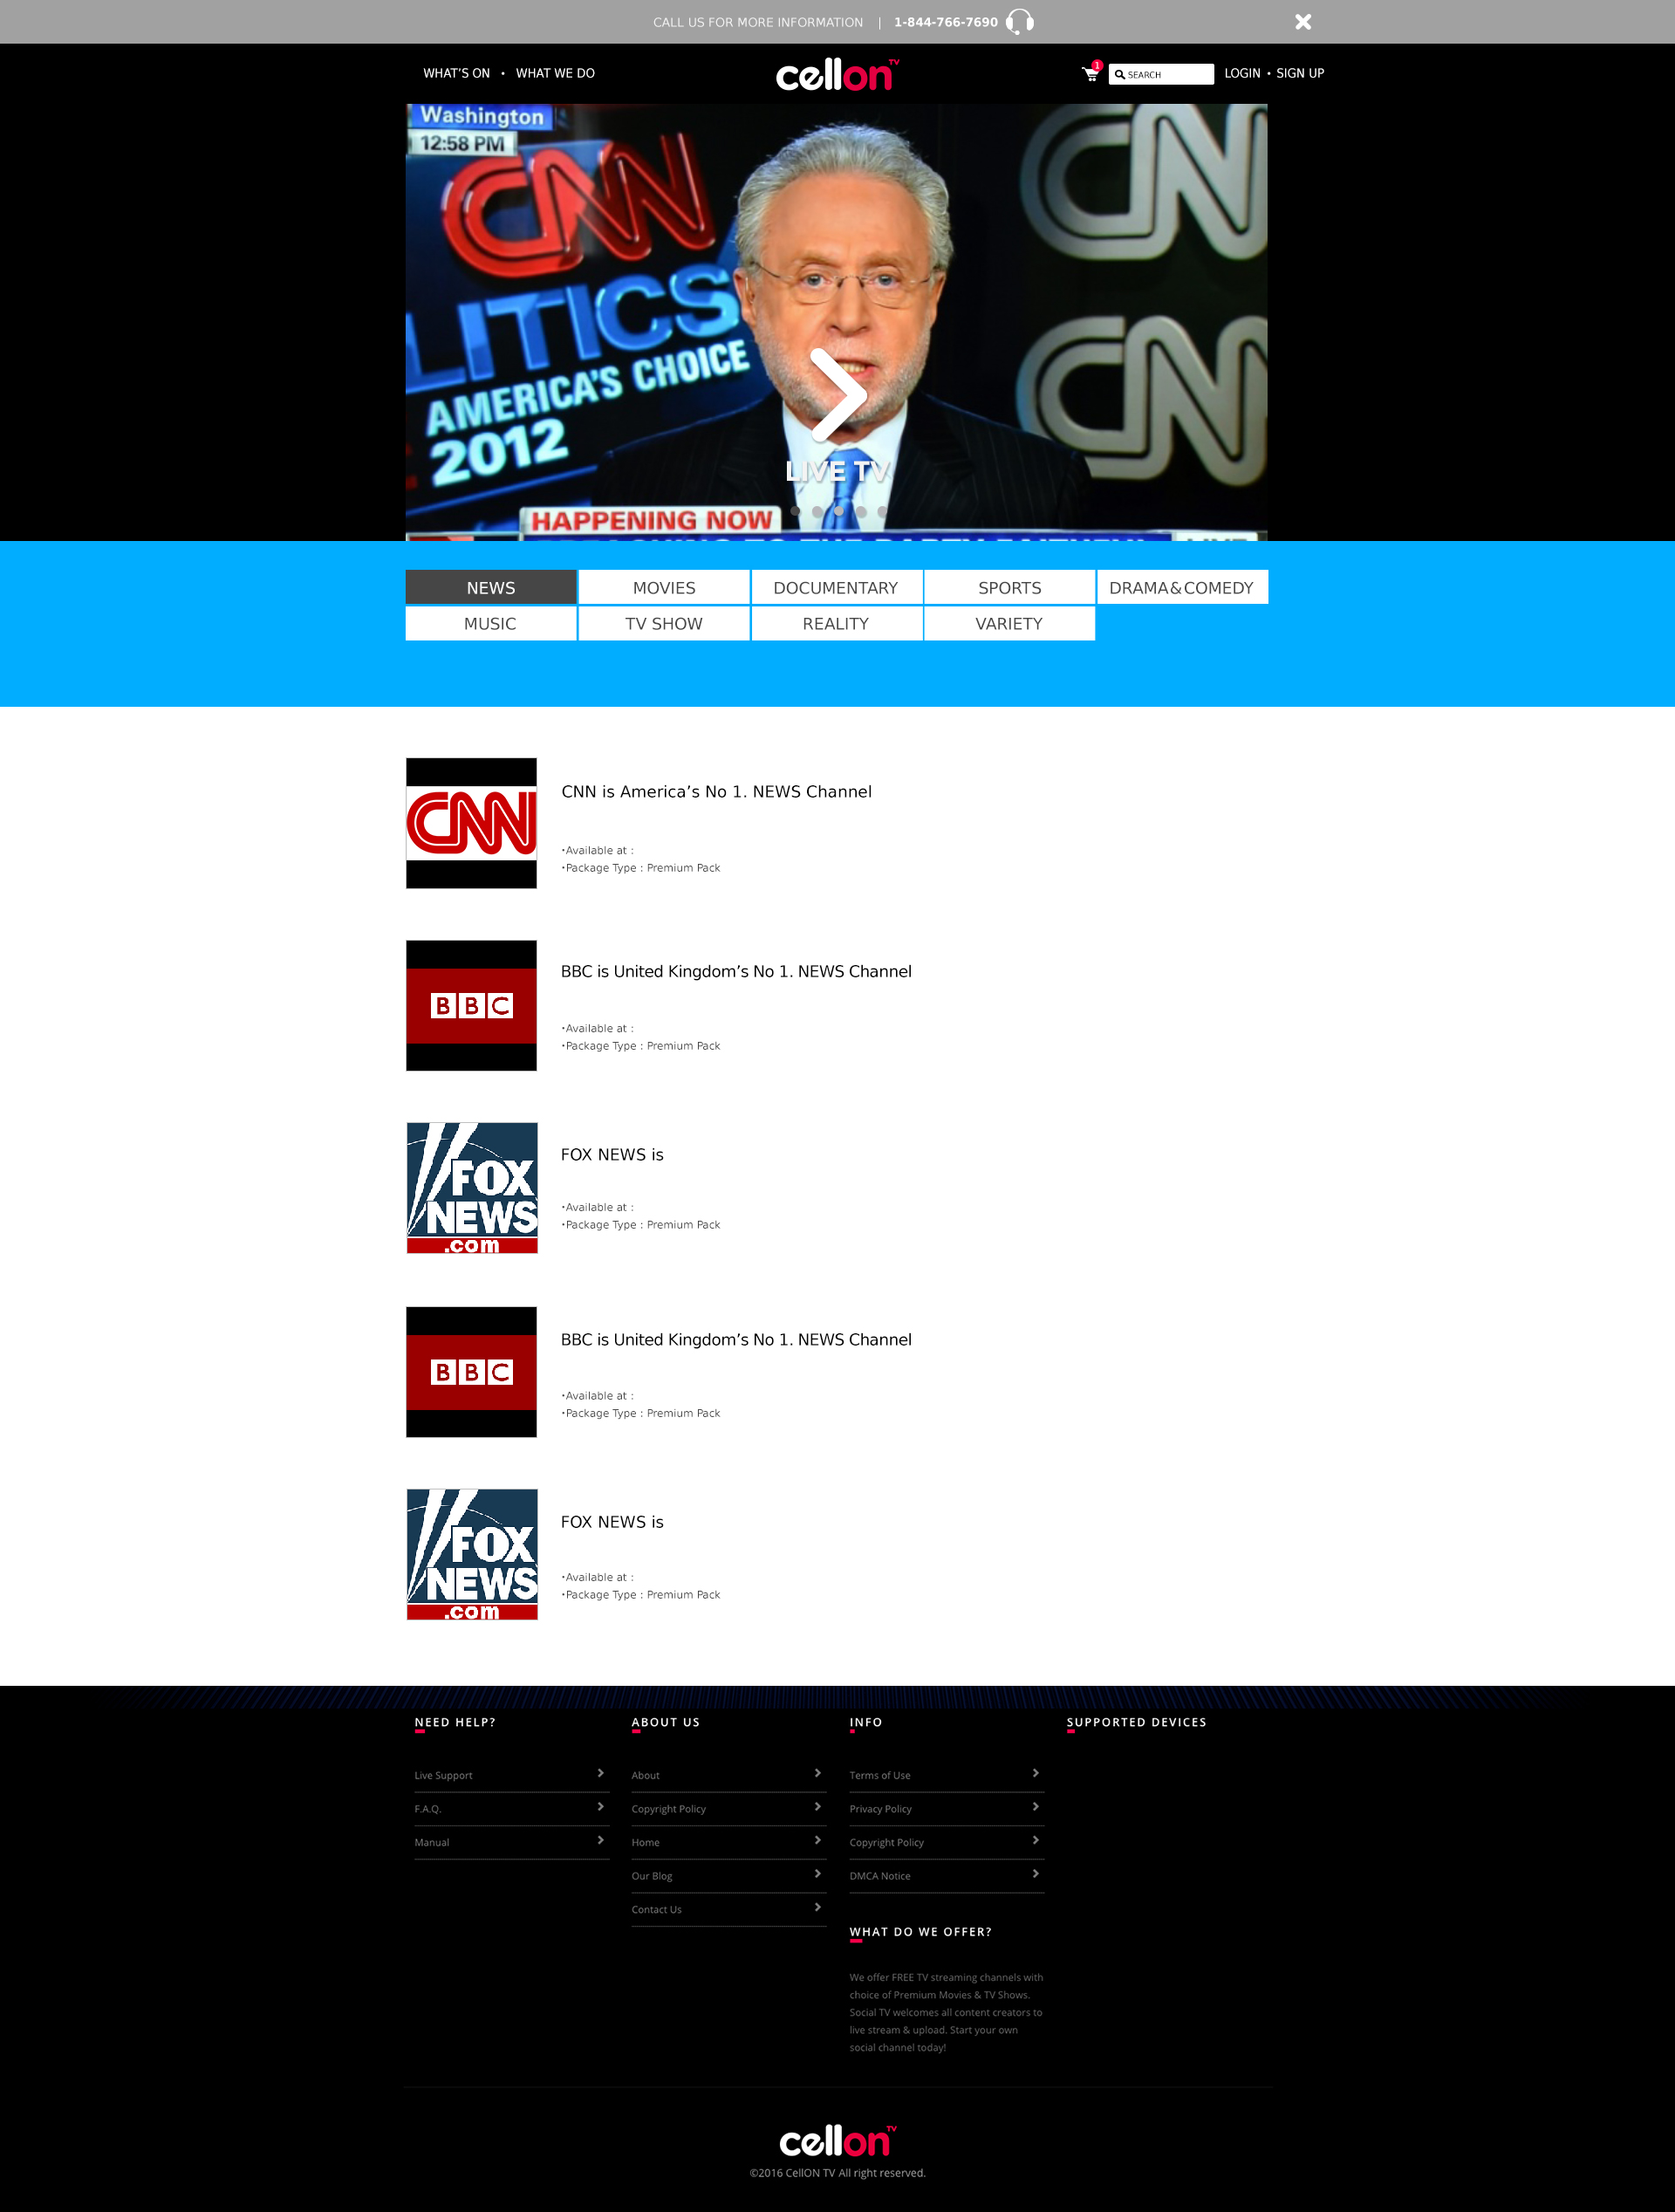 CALL US FOR MORE INFORMATION | 1-844-766-7690
WHAT'S ON • WHAT WE DO
cellon TV
1
SEARCH
LOGIN • SIGN UP
Washington
12:58 PM
CNN
CNN
CNN
LITICS
AMERICA'S CHOICE
2012
LIVE TV
HAPPENING NOW
NEWS
MOVIES
DOCUMENTARY
SPORTS
DRAMA&COMEDY
MUSIC
TV SHOW
REALITY
VARIETY
CNN
CNN is America's No 1. NEWS Channel
•Available at :
•Package Type : Premium Pack
BBC
BBC is United Kingdom's No 1. NEWS Channel
•Available at :
•Package Type : Premium Pack
FOX
NEWS
.com
FOX NEWS is
•Available at :
•Package Type : Premium Pack
BBC
BBC is United Kingdom's No 1. NEWS Channel
•Available at :
•Package Type : Premium Pack
FOX
NEWS
.com
FOX NEWS is
•Available at :
•Package Type : Premium Pack
NEED HELP?
Live Support
F.A.Q.
Manual
ABOUT US
About
Copyright Policy
Home
Our Blog
Contact Us
INFO
Terms of Use
Privacy Policy
Copyright Policy
DMCA Notice
WHAT DO WE OFFER?
We offer FREE TV streaming channels with
choice of Premium Movies & TV Shows.
Social TV welcomes all content creators to
live stream & upload. Start your own
social channel today!
SUPPORTED DEVICES
cellon TV
©2016 CellON TV All right reserved.